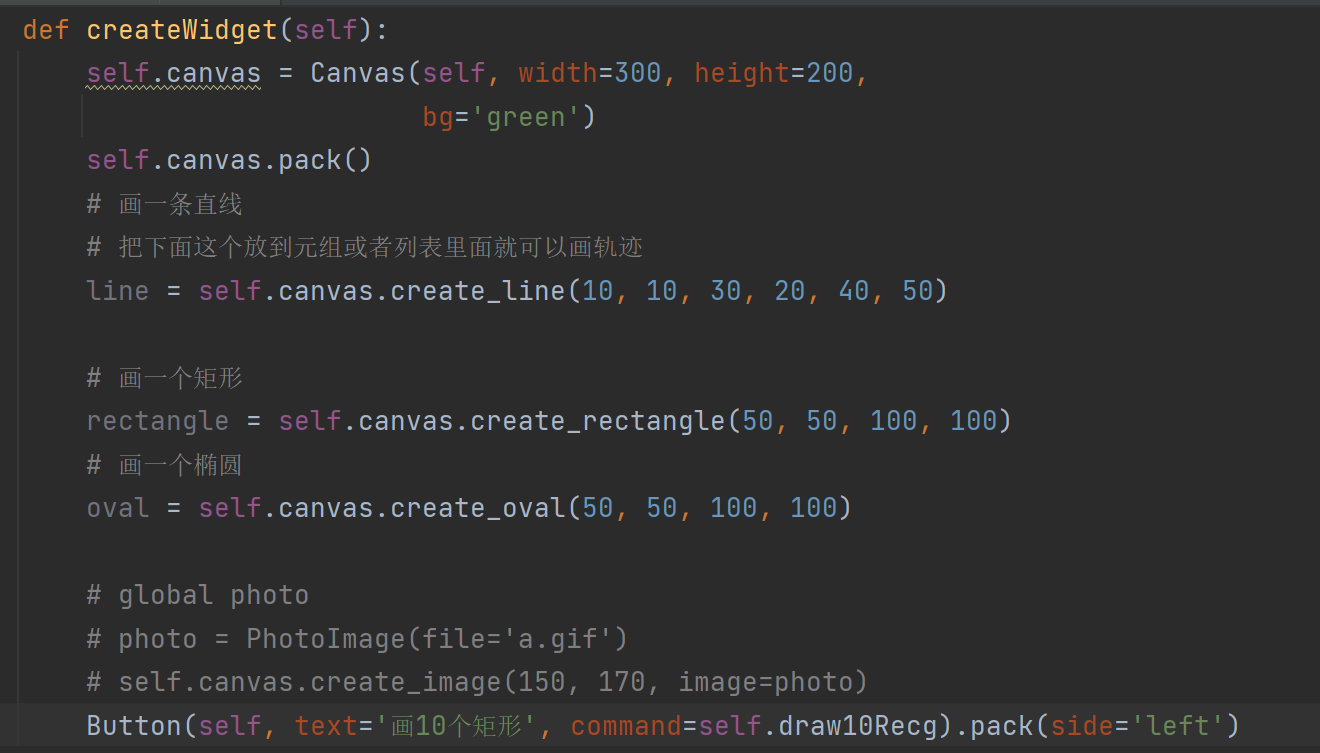 def createWidget(self):
self.canvas = Canvas(self, width=300, height=200,
bg='green')
self.canvas.pack()
# 画一条直线
# 把下面这个放到元组或者列表里面就可以画轨迹
line = self.canvas.create_line(10, 10, 30, 20, 40, 50)
# 画一个矩形
rectangle = self.canvas.create_rectangle(50, 50, 100, 100)
# 画一个椭圆
oval = self.canvas.create_oval(50, 50, 100, 100)
# global photo
# photo = PhotoImage(file='a.gif')
# self.canvas.create_image(150, 170, image=photo)
Button(self, text='画10个矩形', command=self.draw10Recg).pack(side='left')